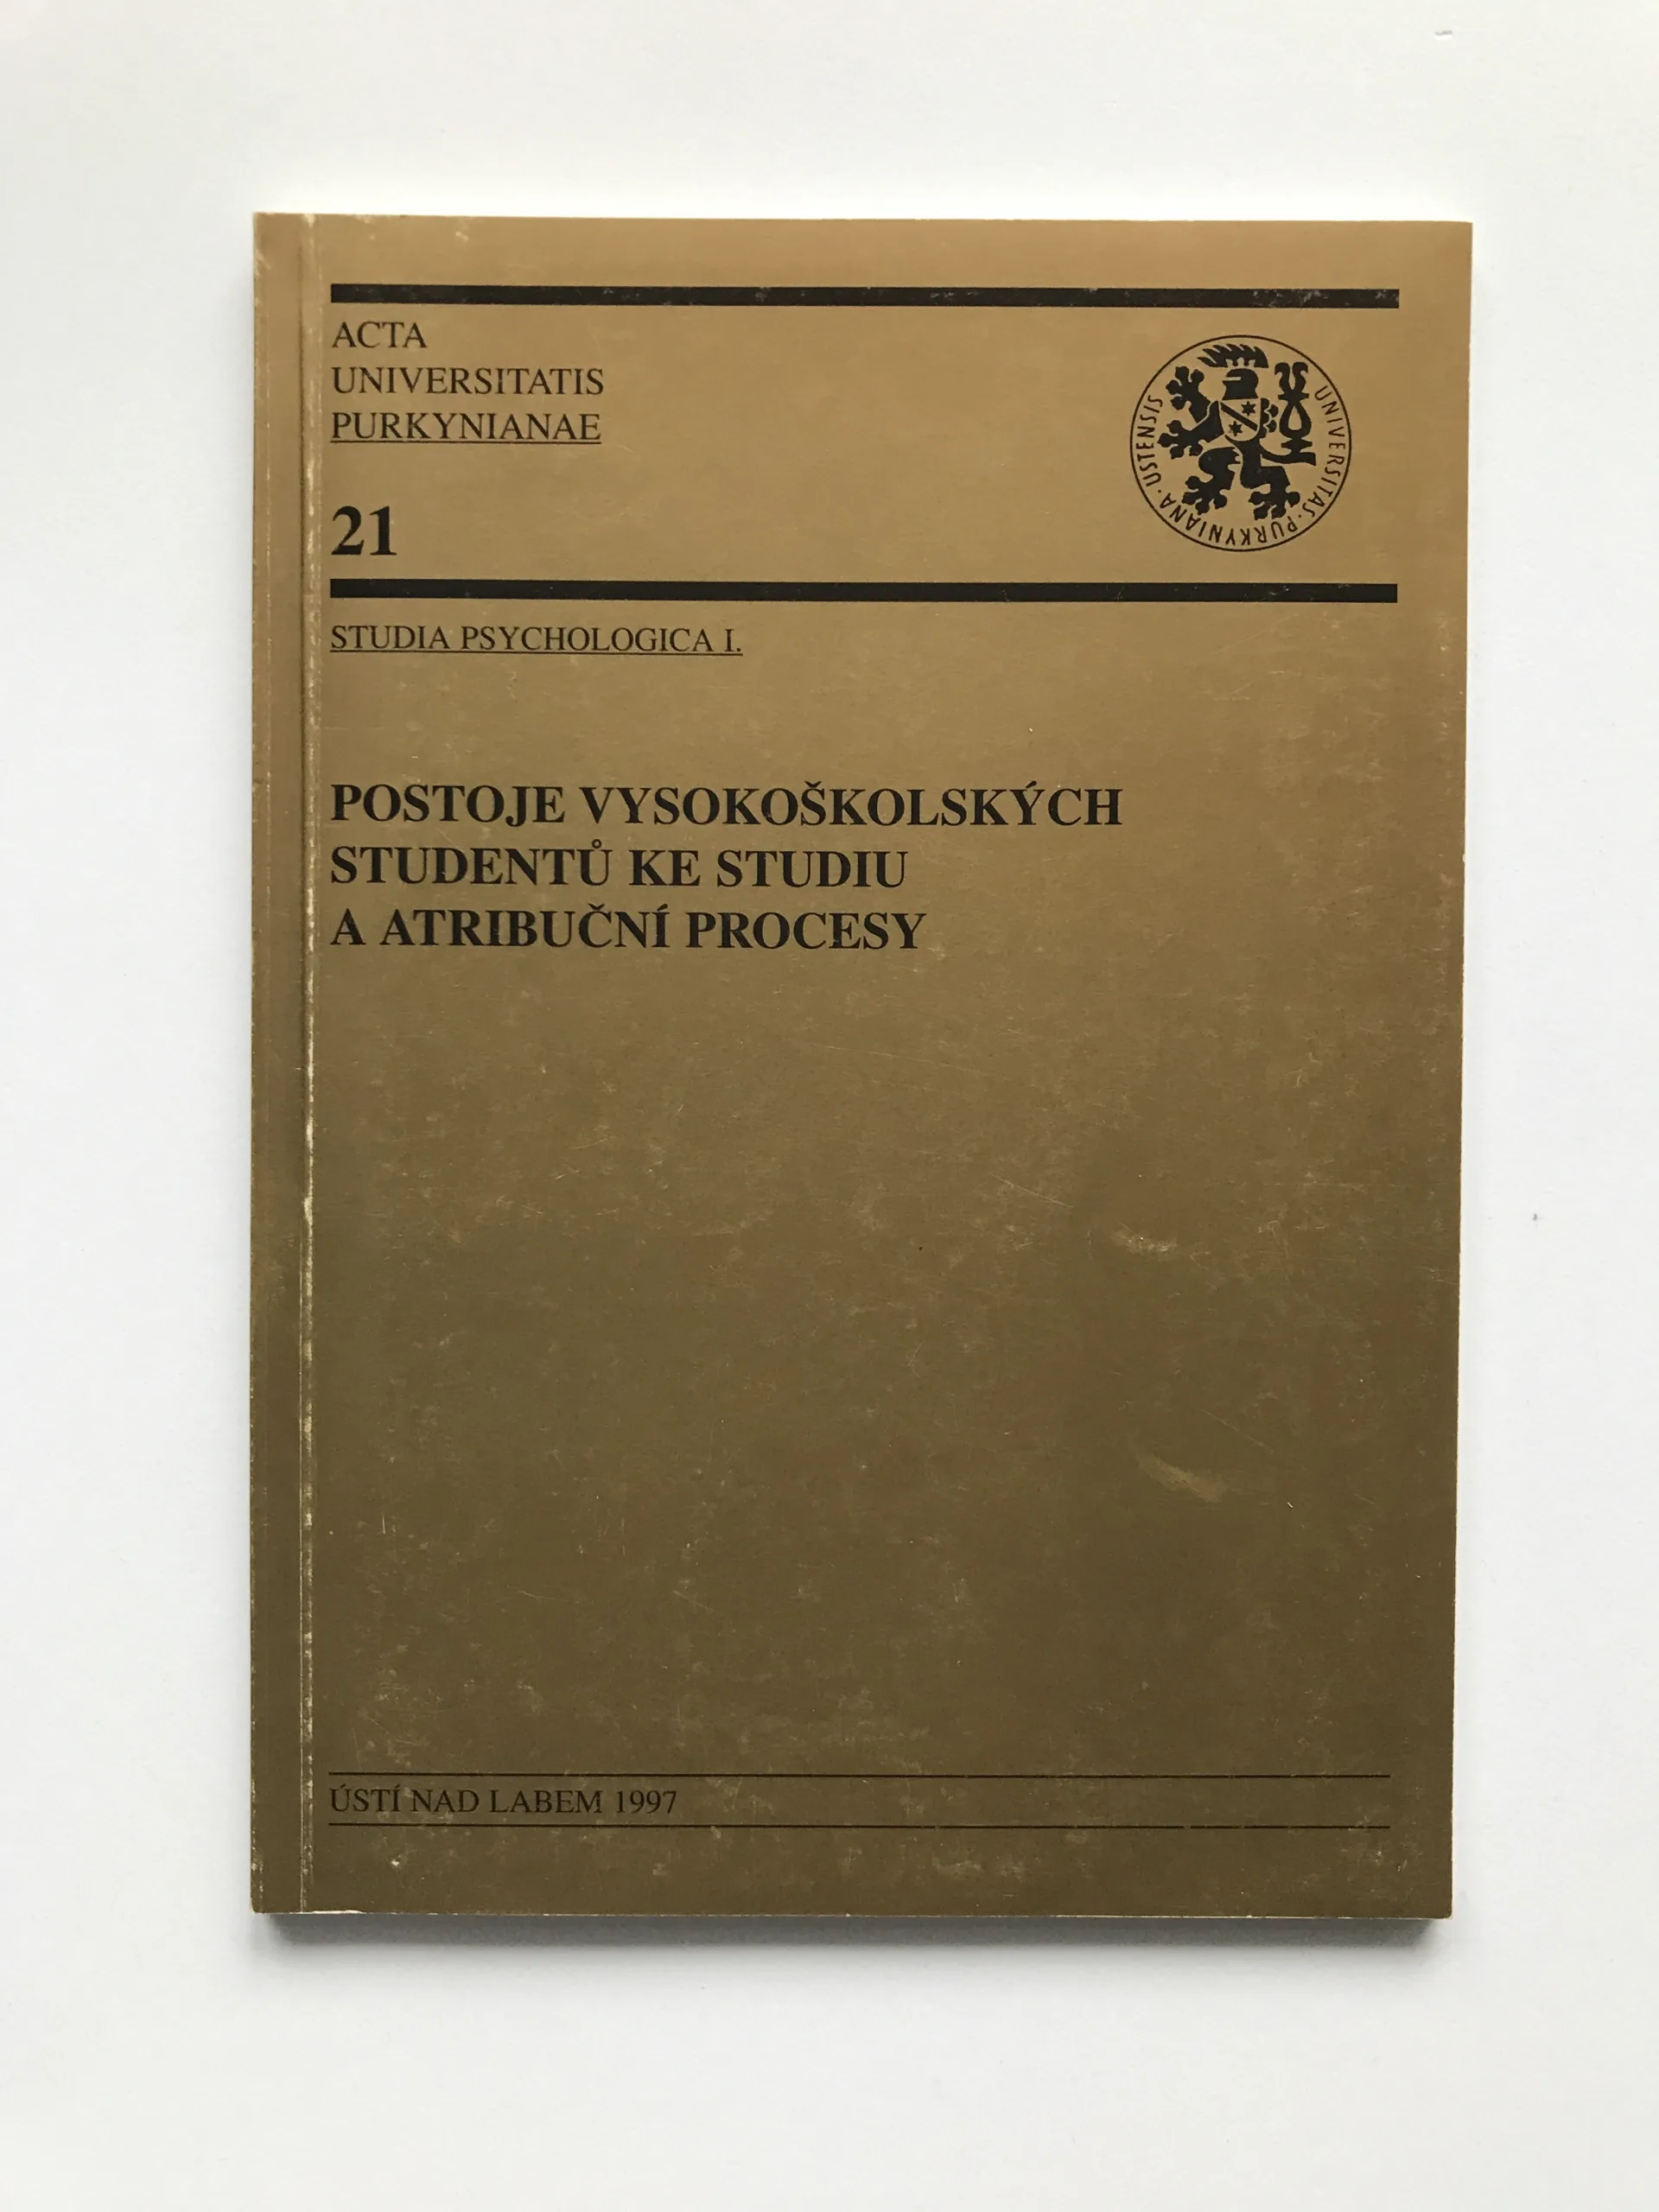 ACTA
UNIVERSITATIS
PURKYNIANAE
UNIVERSITAS · PURKYNIANA · USTENSIS
21
STUDIA PSYCHOLOGICA I.
POSTOJE VYSOKOŠKOLSKÝCH
STUDENTŮ KE STUDIU
A ATRIBUČNÍ PROCESY
ÚSTÍ NAD LABEM 1997